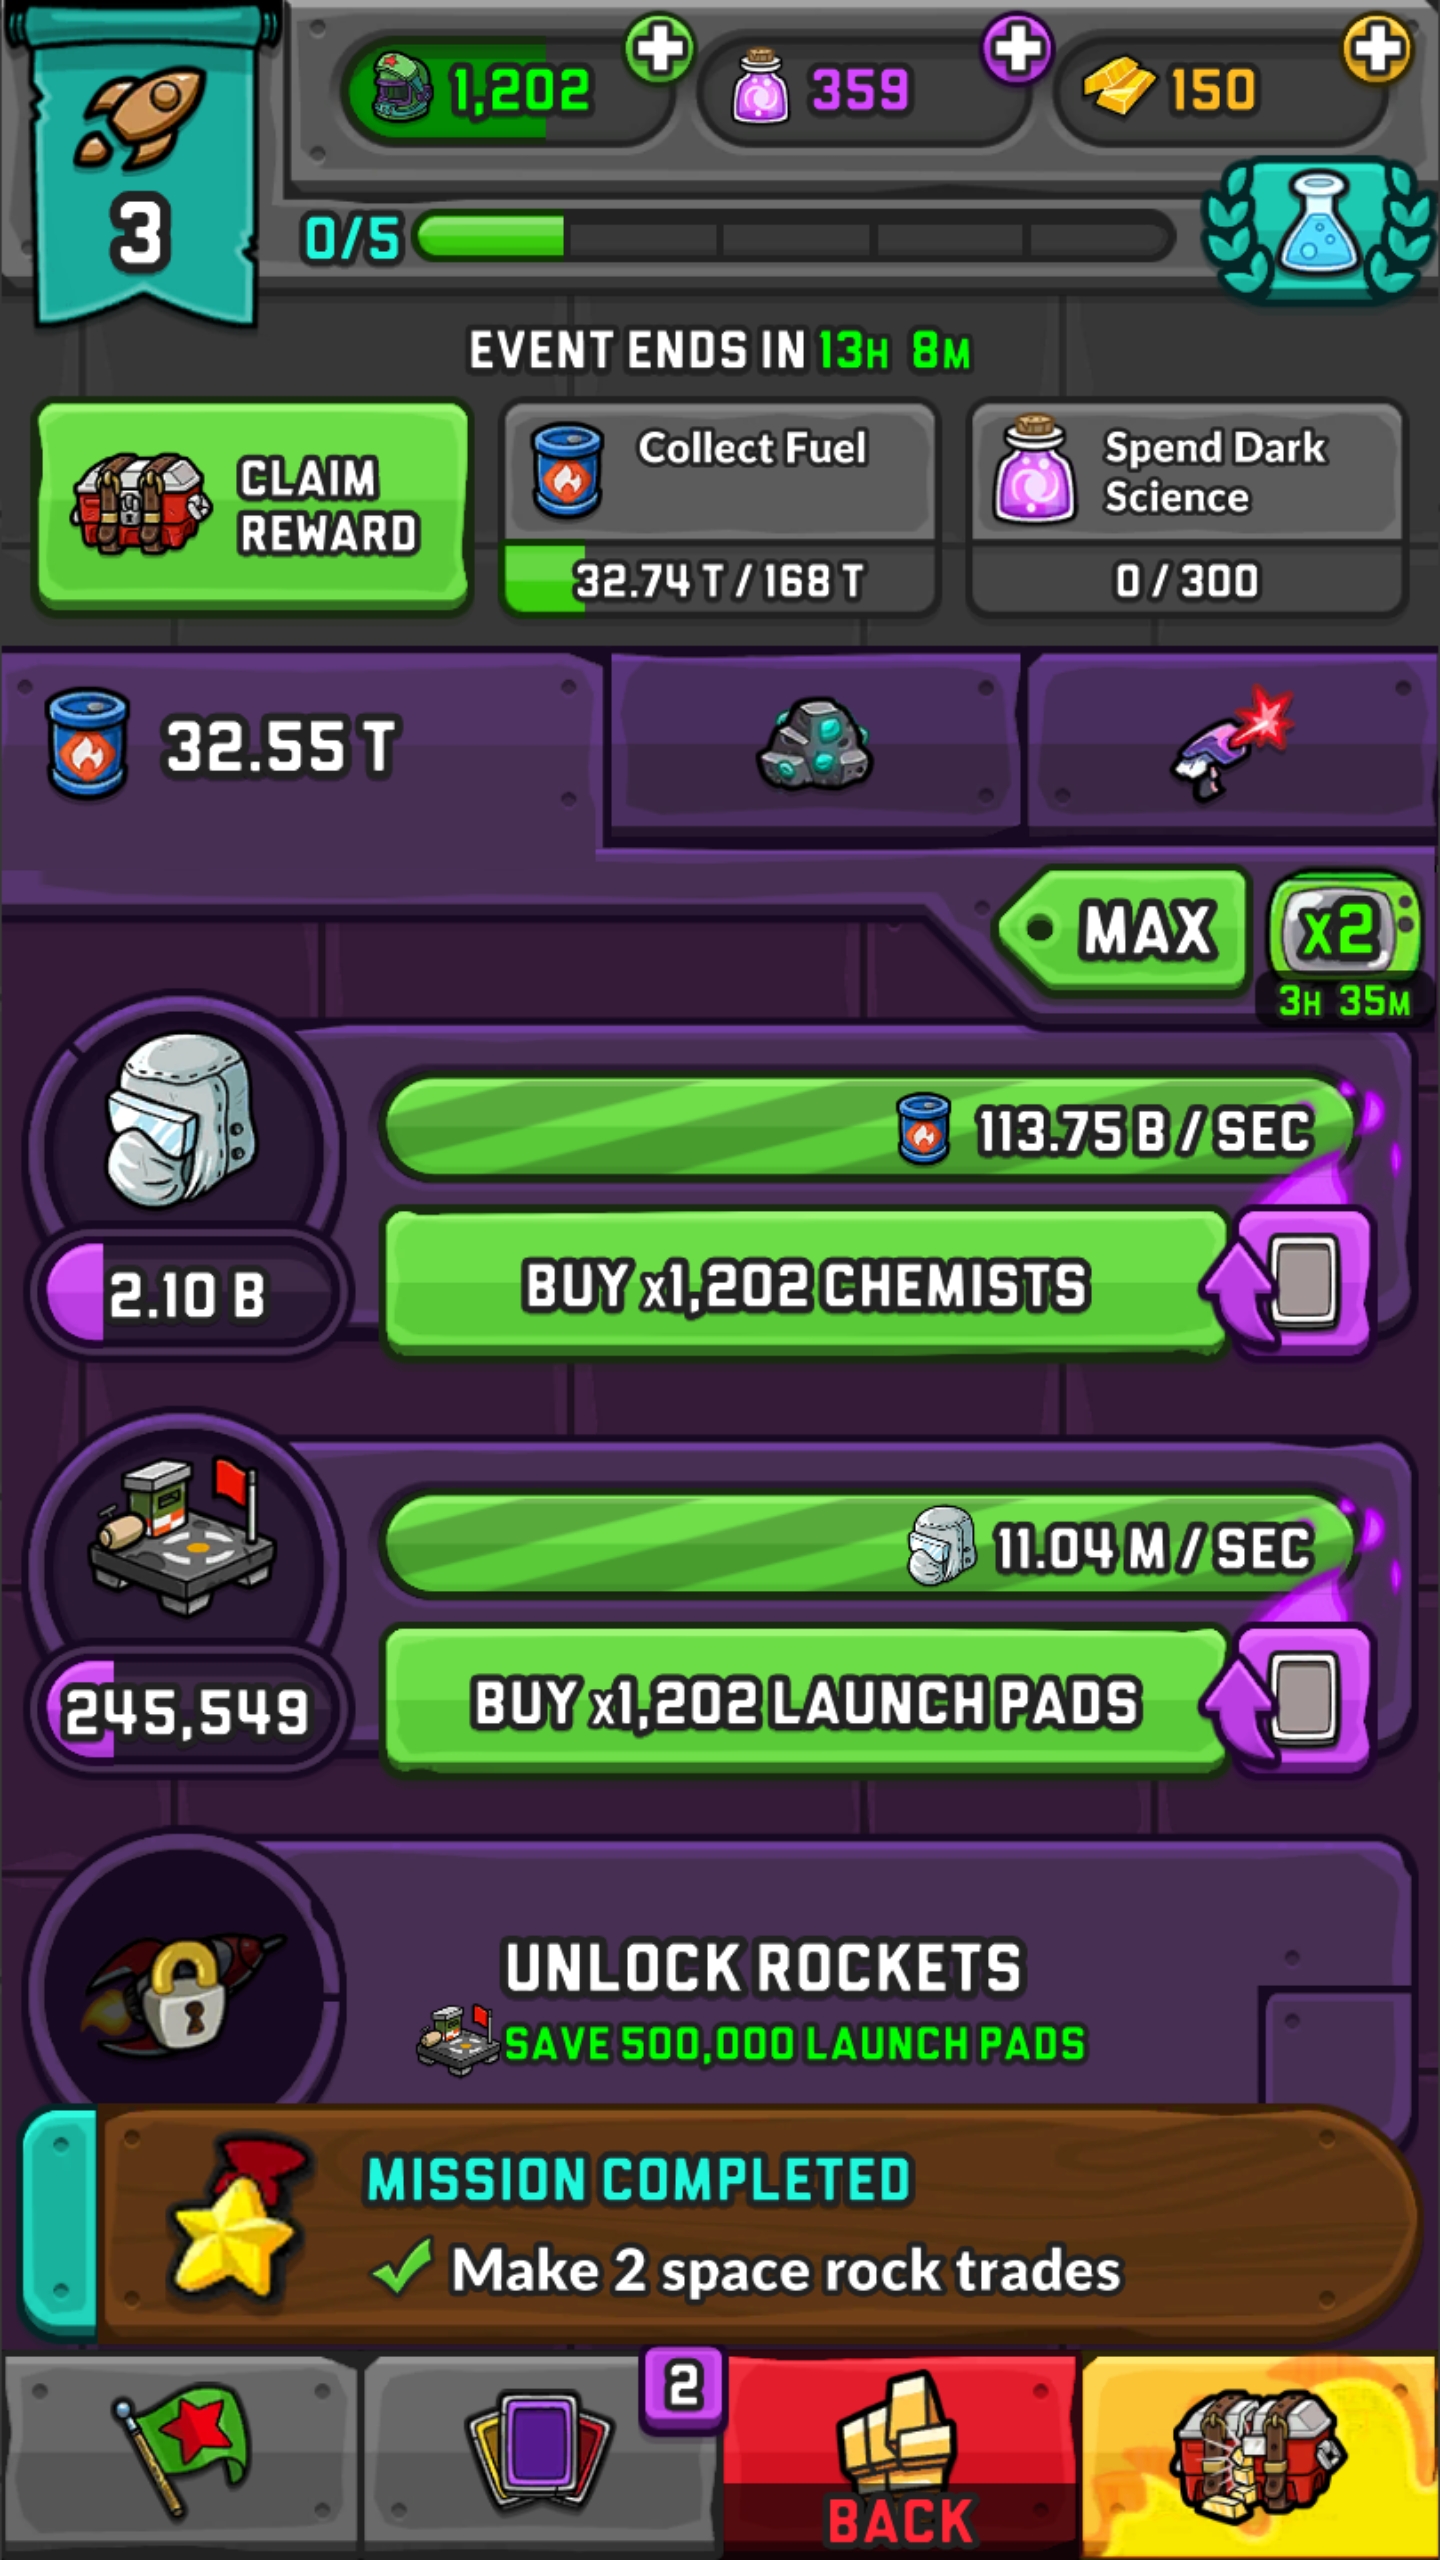 1,202
359
150
3
0/5
EVENT ENDS IN 13H 8M
CLAIM
REWARD
Collect Fuel
32.74 T / 168 T
Spend Dark
Science
0 / 300
32.55 T
MAX
x2
3H 35M
113.75 B / SEC
2.10 B
BUY x1,202 CHEMISTS
11.04 M / SEC
245,549
BUY x1,202 LAUNCH PADS
UNLOCK ROCKETS
SAVE 500,000 LAUNCH PADS
MISSION COMPLETED
Make 2 space rock trades
2
BACK